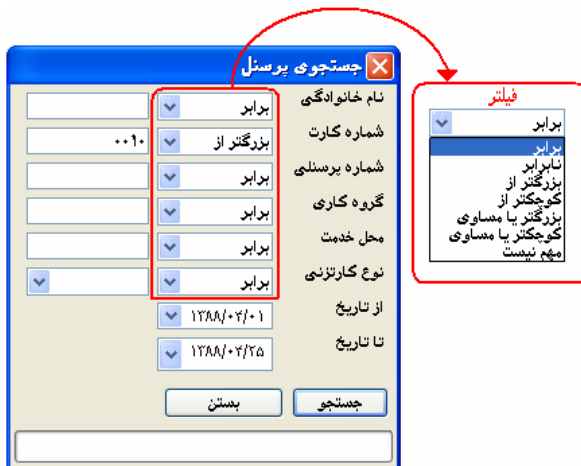 جستجوی پرسنل
نام خانوادگی برابر
شماره کارت بزرگتر از ۰۰۱۰
شماره پرسنلی برابر
گروه کاری برابر
محل خدمت برابر
نوع کارتزنی برابر
از تاریخ ۱۳۸۸/۰۴/۰۱
تا تاریخ ۱۳۸۸/۰۴/۲۵
جستجو بستن
فیلتر
برابر
برابر
نابرابر
بزرگتر از
کوچکتر از
بزرگتر یا مساوی
کوچکتر یا مساوی
مهم نیست